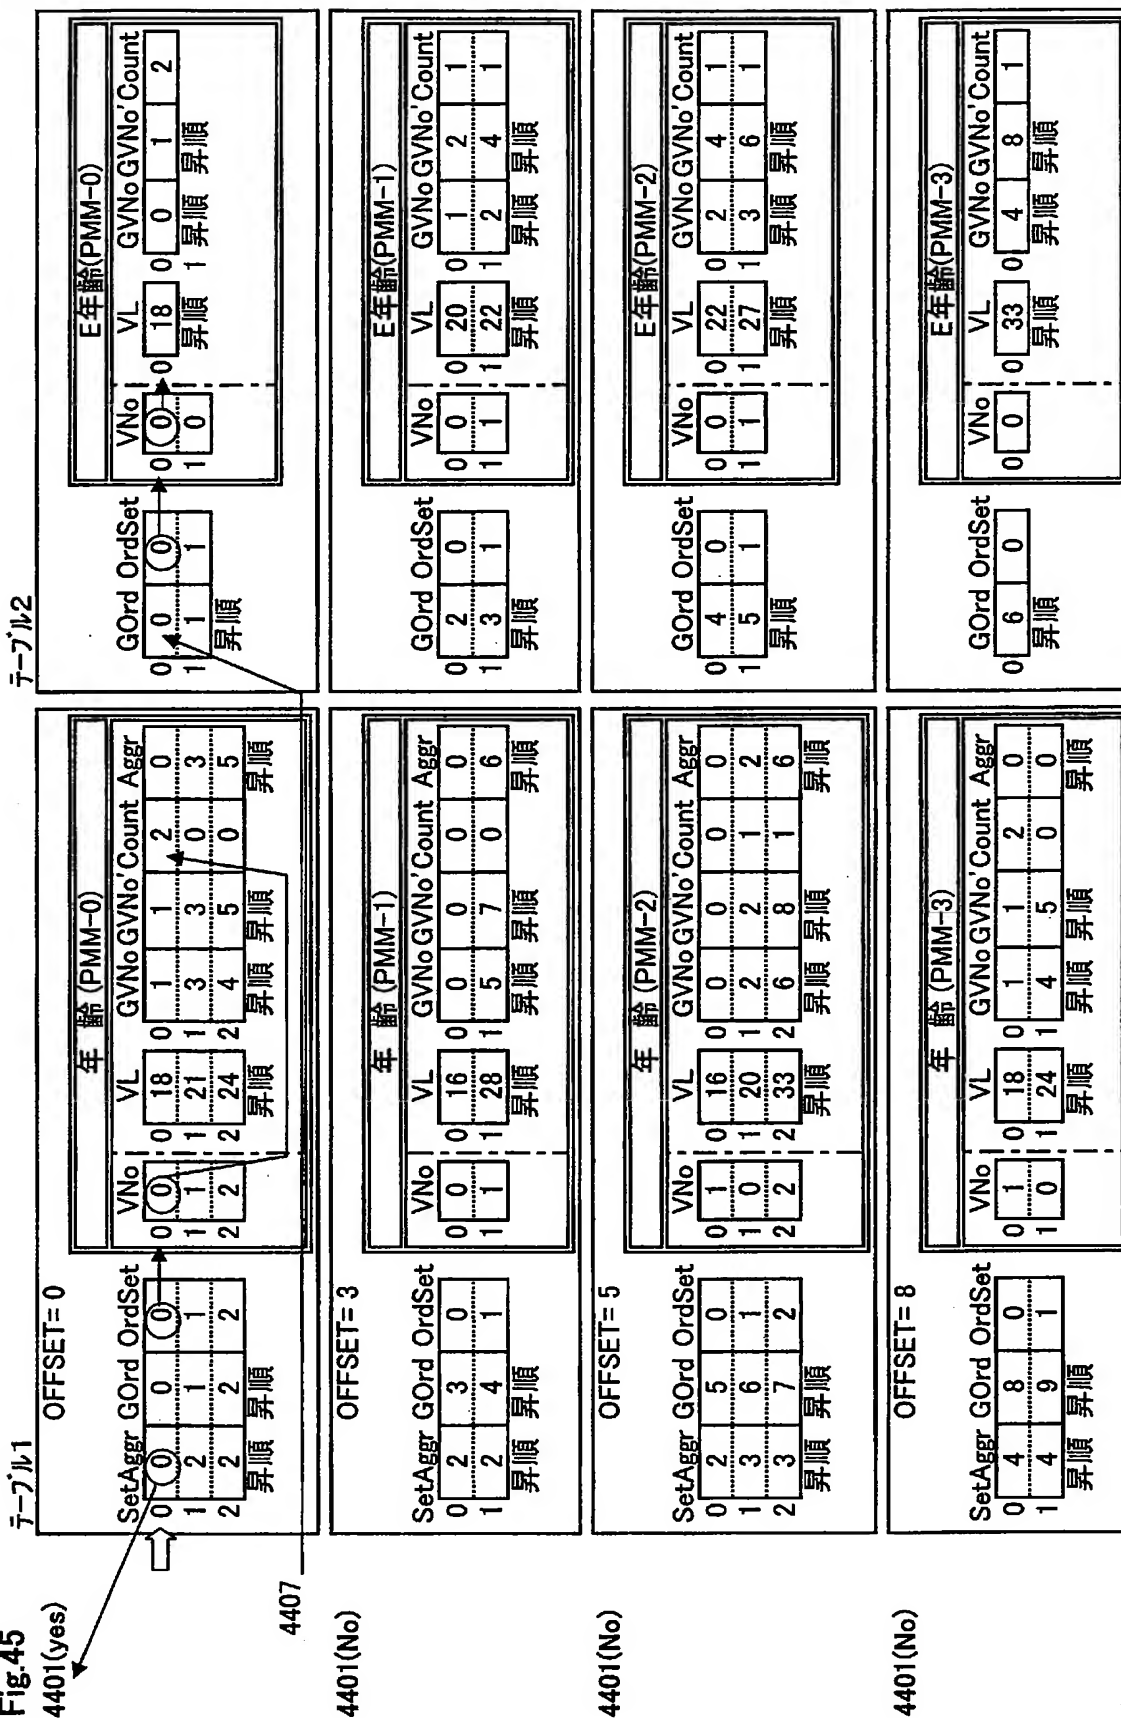 Fig.45
テーブル1
テーブル2
4401(yes)
OFFSET= 0
年 齢 (PMM-0)
E年齢(PMM-0)
SetAggr GOrd OrdSet VNo VL GVNo GVNo' Count Aggr
GOrd OrdSet VNo VL GVNo GVNo' Count
0 0 0 0 0 0 0 18 0 1 1 2 0
1 2 1 1 1 1 1 21 1 3 3 0 3
2 2 2 2 2 2 2 24 2 4 5 0 5
昇順 昇順 昇順 昇順 昇順 昇順
0 0 0 0 0 0 18 0 0 1 2
1 1 1 1 0 1
昇順 昇順 昇順 昇順
4407
4401(No)
OFFSET= 3
年 齢 (PMM-1)
E年齢(PMM-1)
SetAggr GOrd OrdSet VNo VL GVNo GVNo' Count Aggr
GOrd OrdSet VNo VL GVNo GVNo' Count
0 2 3 0 0 0 0 16 0 0 0 0 0
1 2 4 1 1 1 1 28 1 5 7 0 6
昇順 昇順 昇順 昇順 昇順 昇順
0 2 0 0 0 0 20 0 1 2 1
1 3 1 1 1 1 22 1 2 4 1
昇順 昇順 昇順 昇順
4401(No)
OFFSET= 5
年 齢 (PMM-2)
E年齢(PMM-2)
SetAggr GOrd OrdSet VNo VL GVNo GVNo' Count Aggr
GOrd OrdSet VNo VL GVNo GVNo' Count
0 2 5 0 0 1 0 16 0 0 0 0 0
1 3 6 1 1 0 1 20 1 2 2 1 2
2 3 7 2 2 2 2 33 2 6 8 1 6
昇順 昇順 昇順 昇順 昇順 昇順
0 4 0 0 0 0 22 0 2 4 1
1 5 1 1 1 1 27 1 3 6 1
昇順 昇順 昇順 昇順
4401(No)
OFFSET= 8
年 齢 (PMM-3)
E年齢(PMM-3)
SetAggr GOrd OrdSet VNo VL GVNo GVNo' Count Aggr
GOrd OrdSet VNo VL GVNo GVNo' Count
0 4 8 0 0 1 0 18 0 1 1 2 0
1 4 9 1 1 0 1 24 1 4 5 0 0
昇順 昇順 昇順 昇順 昇順 昇順
0 6 0 0 0 0 33 0 4 8 1
昇順 昇順 昇順 昇順